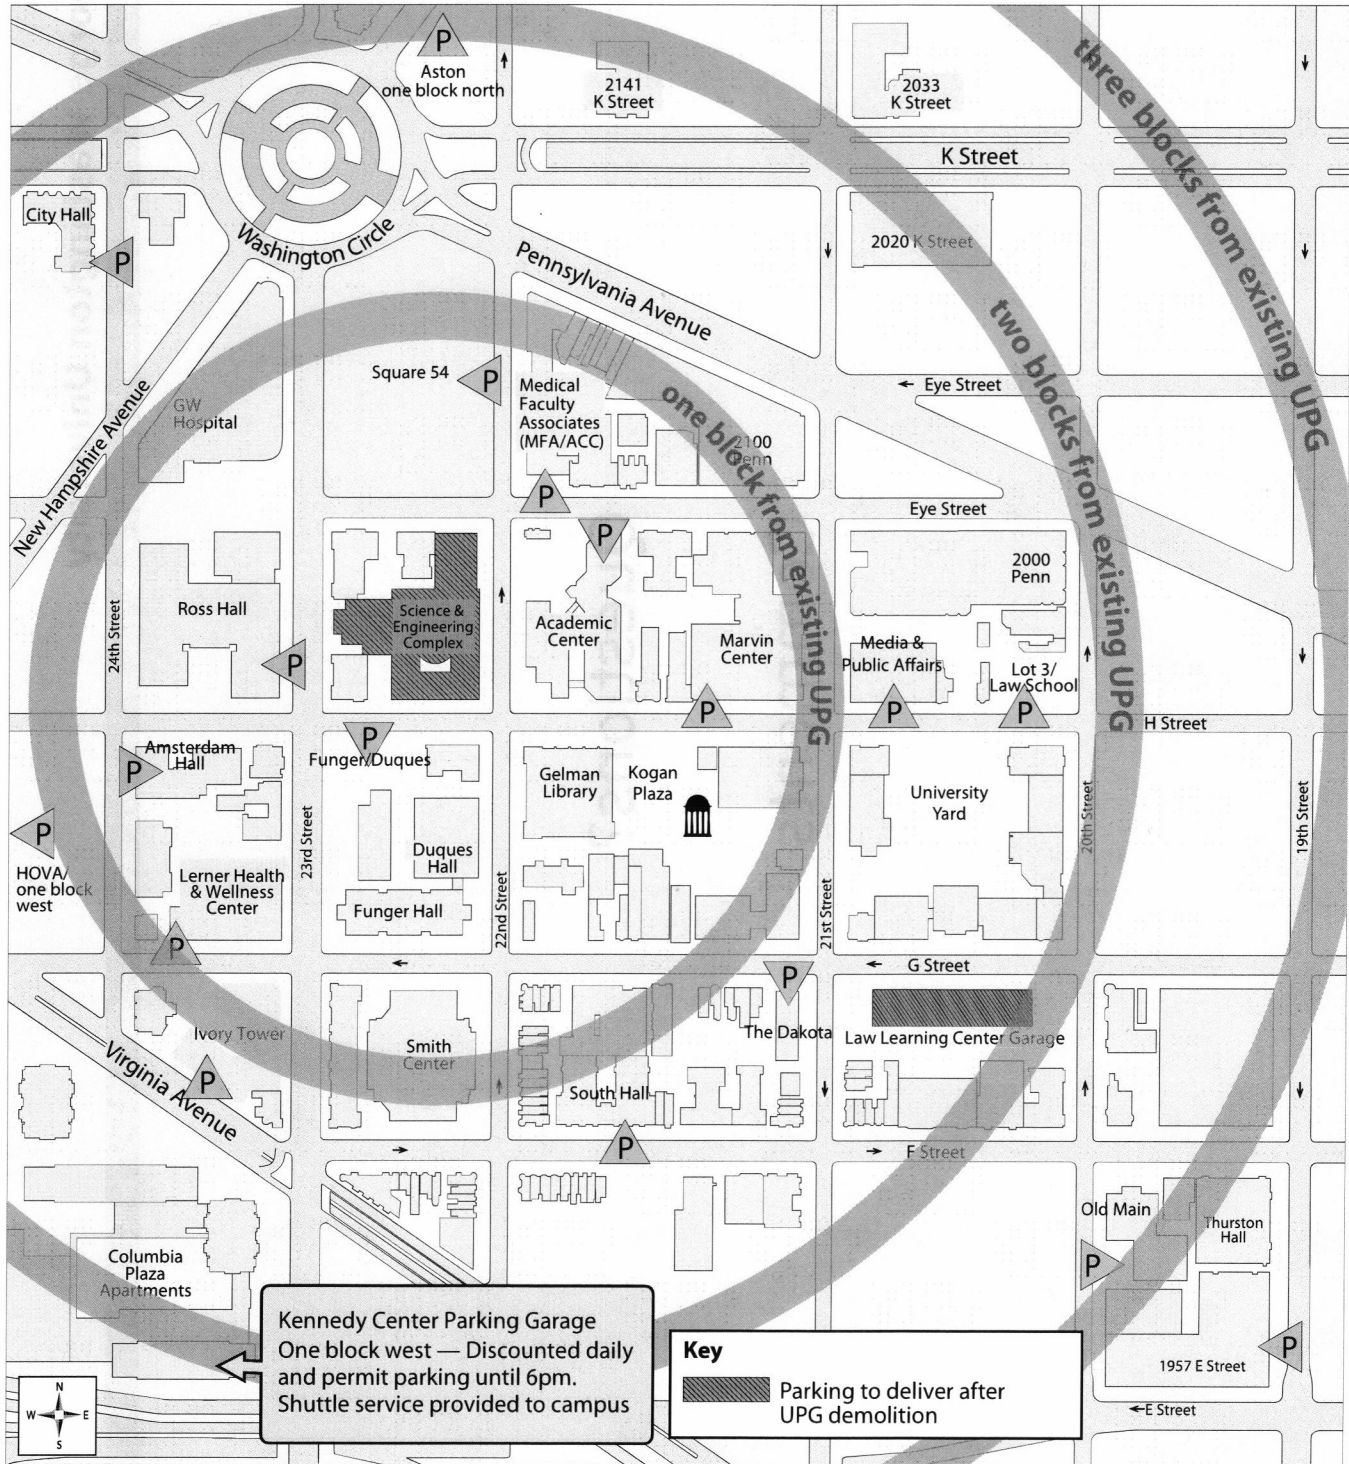 P
Aston
one block north
2141
K Street
2033
K Street
three blocks from existing UPG
K Street
City Hall
P
Washington Circle
2020 K Street
Pennsylvania Avenue
two blocks from existing UPG
Square 54
P
Medical
Faculty
Associates
(MFA/ACC)
one block from existing UPG
Eye Street
New Hampshire Avenue
GW
Hospital
2100
Penn
P
P
Eye Street
2000
Penn
24th Street
Ross Hall
Science &
Engineering
Complex
Academic
Center
Marvin
Center
Media &
Public Affairs
Lot 3/
Law School
P
P
P
P
H Street
P
Amsterdam
Hall
P
Funger/Duques
Gelman
Library
Kogan
Plaza
University
Yard
P
HOVA/
one block
west
23rd Street
Duques
Hall
20th Street
19th Street
Lerner Health
& Wellness
Center
Funger Hall
22nd Street
21st Street
P
G Street
P
Ivory Tower
Smith
Center
The Dakota
Law Learning Center Garage
Virginia Avenue
P
South Hall
P
F Street
Old Main
Thurston
Hall
P
Columbia
Plaza
Apartments
Kennedy Center Parking Garage
One block west — Discounted daily
and permit parking until 6pm.
Shuttle service provided to campus
Key
Parking to deliver after
UPG demolition
P
1957 E Street
E Street
N
W E
S